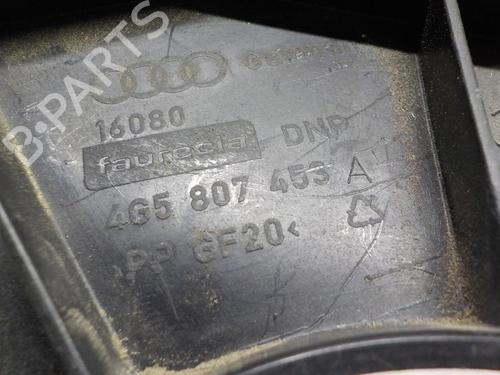 B-PARTS
16080
faurecia DNP
4G5 807 453 A
PP GF20<